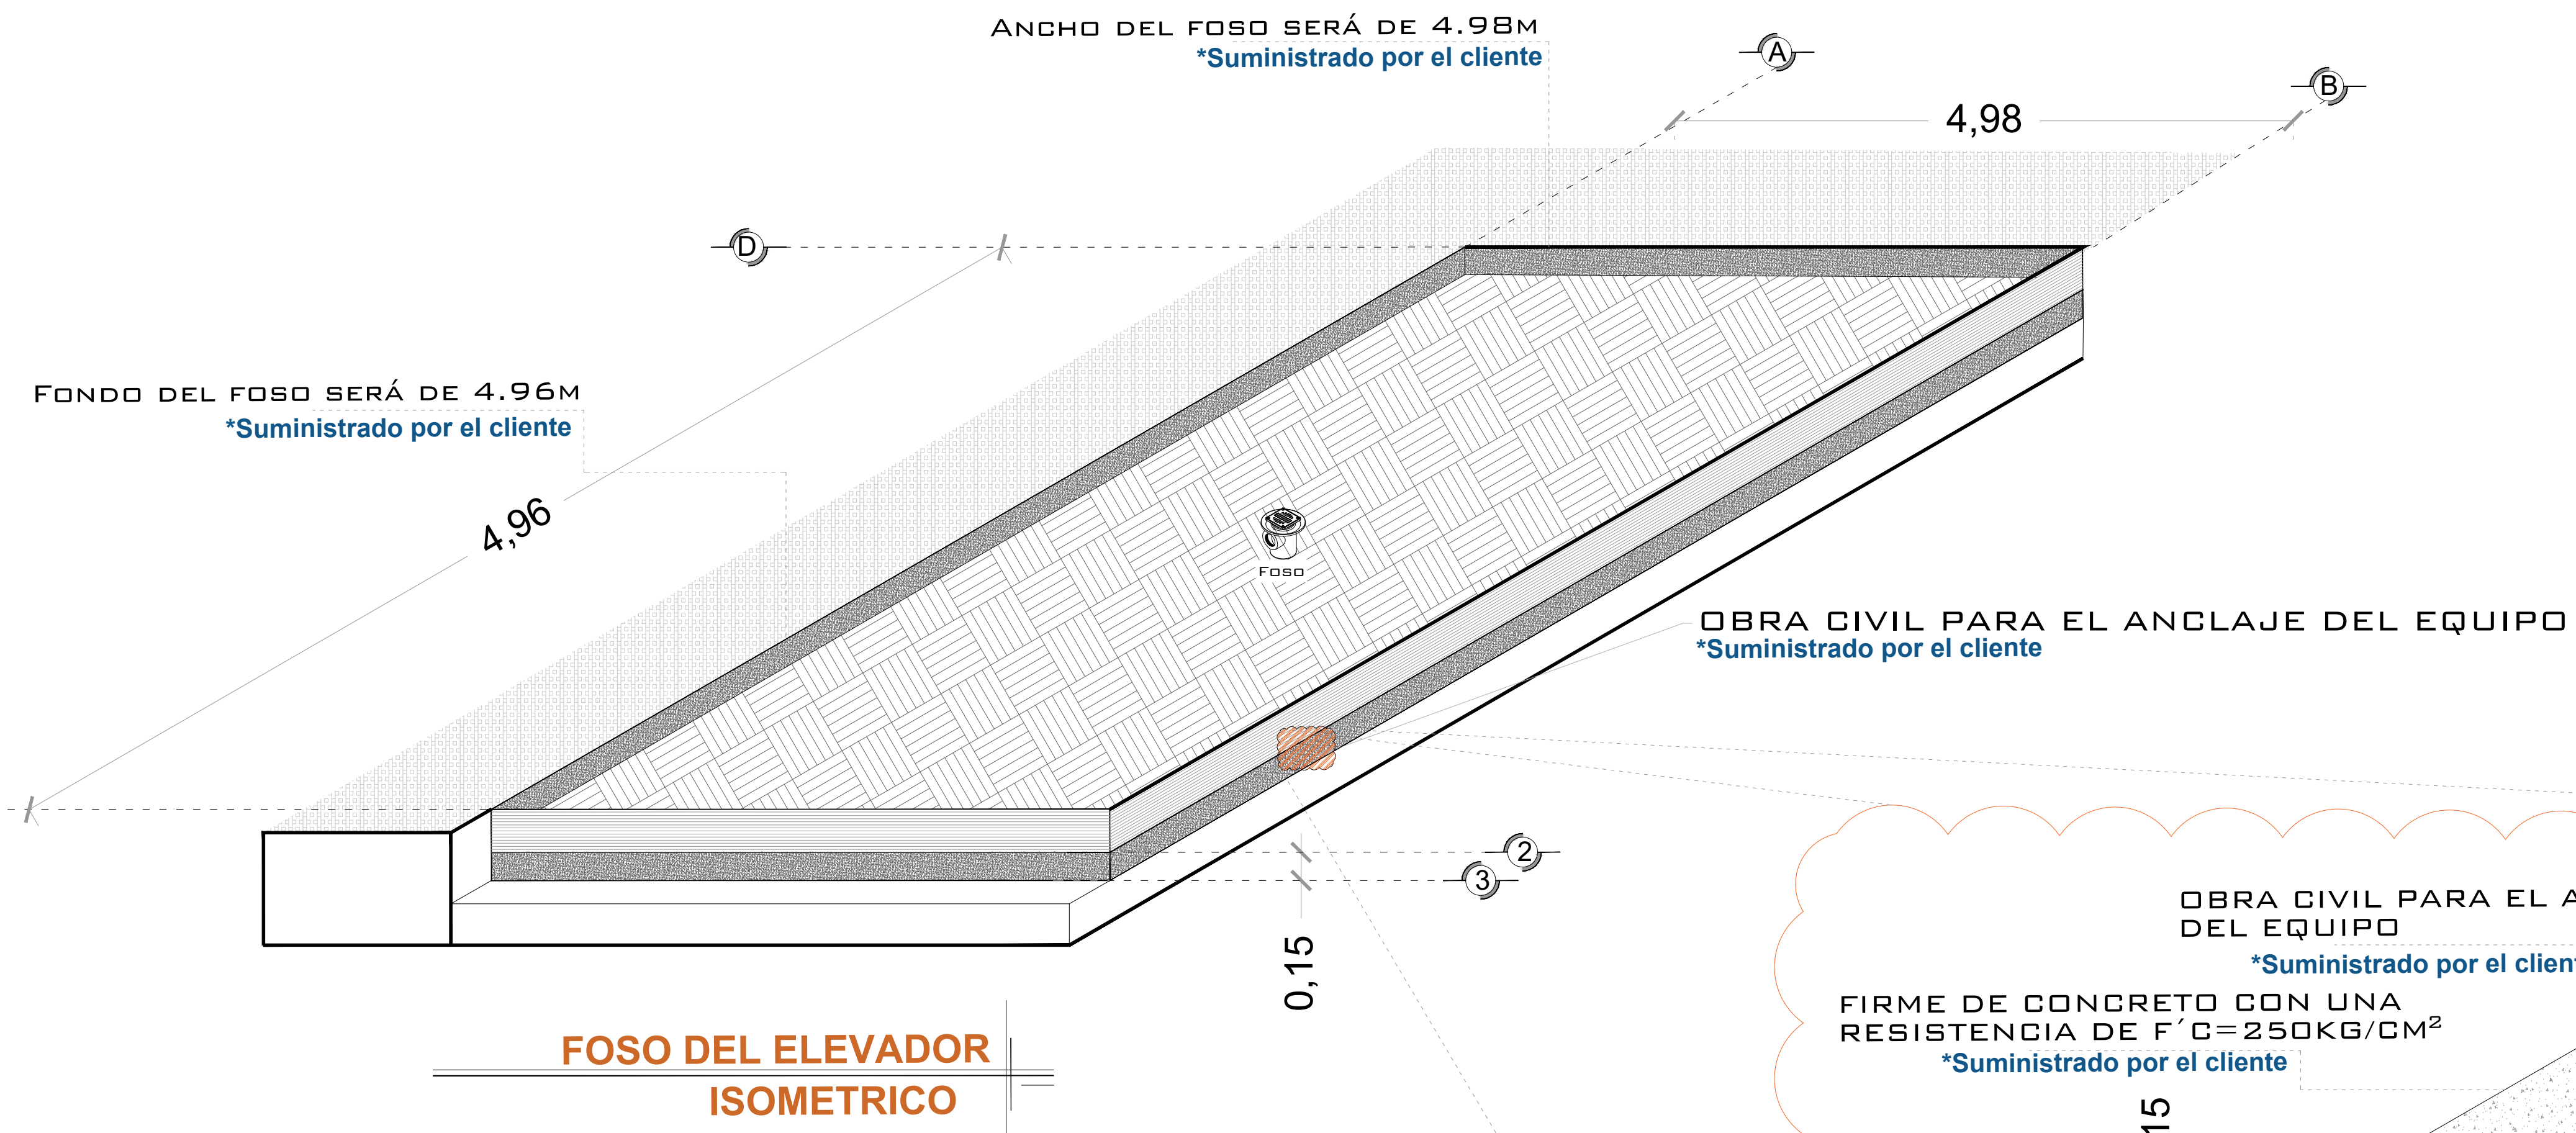 ANCHO DEL FOSO SERÁ DE 4.98M
*Suministrado por el cliente
A
B
4,98
D
FONDO DEL FOSO SERÁ DE 4.96M
*Suministrado por el cliente
4,96
FOSO
OBRA CIVIL PARA EL ANCLAJE DEL EQUIPO
*Suministrado por el cliente
2
3
0,15
OBRA CIVIL PARA EL A
DEL EQUIPO
*Suministrado por el client
FIRME DE CONCRETO CON UNA
RESISTENCIA DE F´C=250KG/CM²
*Suministrado por el cliente
15
FOSO DEL ELEVADOR
ISOMETRICO